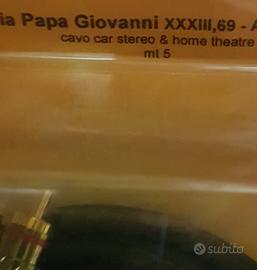 ia Papa Giovanni XXXIII,69 - A
cavo car stereo & home theatre
mt 5
subito